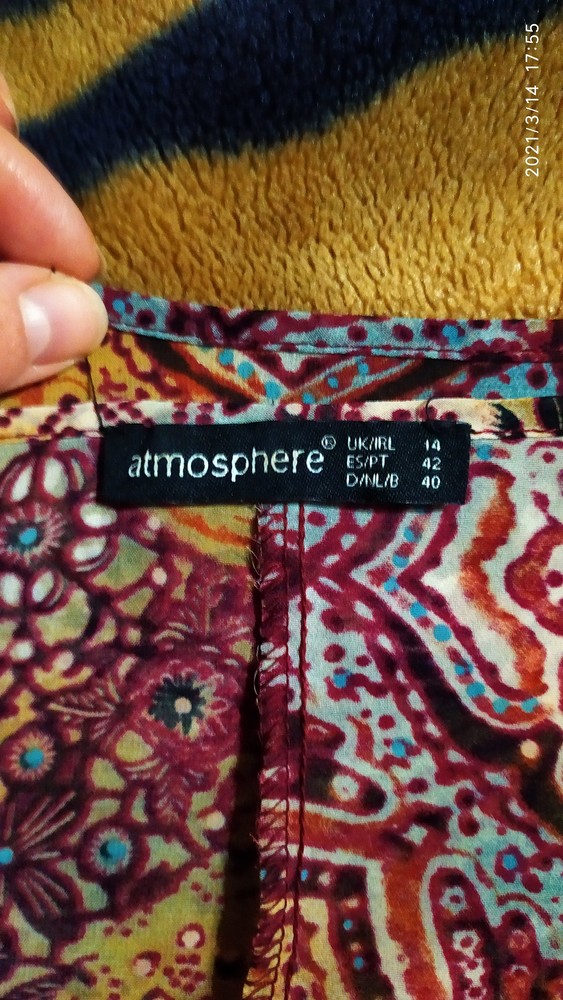 2021/3/14 17:55
atmosphere®
UK/IRL 14
ES/PT 42
D/NL/B 40